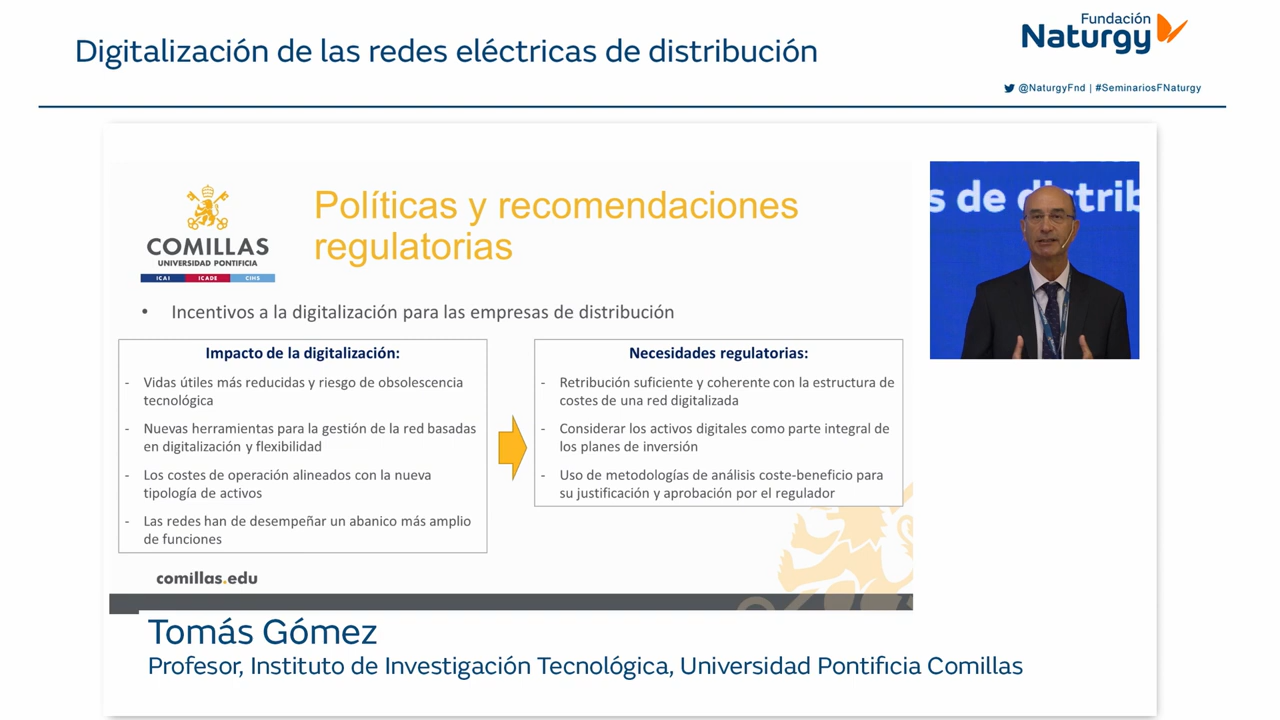 Digitalización de las redes eléctricas de distribución
Fundación
Naturgy
@NaturgyFnd | #SeminariosFNaturgy
COMILLAS
UNIVERSIDAD PONTIFICIA
ICAI ICADE CIHS
Políticas y recomendaciones
regulatorias
• Incentivos a la digitalización para las empresas de distribución
Impacto de la digitalización:
- Vidas útiles más reducidas y riesgo de obsolescencia
tecnológica
- Nuevas herramientas para la gestión de la red basadas
en digitalización y flexibilidad
- Los costes de operación alineados con la nueva
tipología de activos
- Las redes han de desempeñar un abanico más amplio
de funciones
Necesidades regulatorias:
- Retribución suficiente y coherente con la estructura de
costes de una red digitalizada
- Considerar los activos digitales como parte integral de
los planes de inversión
- Uso de metodologías de análisis coste-beneficio para
su justificación y aprobación por el regulador
comillas.edu
s de distrib
Tomás Gómez
Profesor, Instituto de Investigación Tecnológica, Universidad Pontificia Comillas